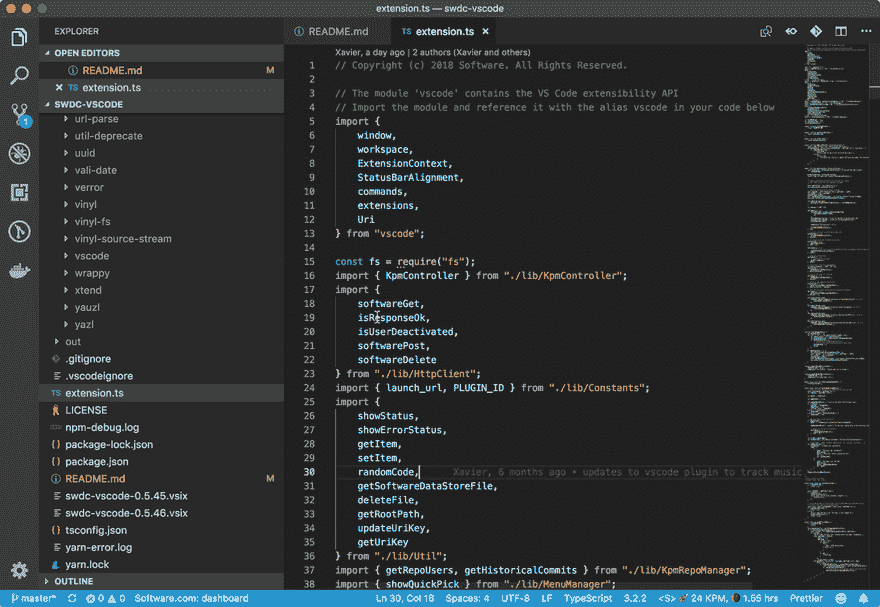 extension.ts — swdc-vscode
EXPLORER
OPEN EDITORS
README.md M
extension.ts
SWDC-VSCODE
url-parse
util-deprecate
uuid
vali-date
verror
vinyl
vinyl-fs
vinyl-source-stream
vscode
wrappy
xtend
yauzl
yazl
out
.gitignore
.vscodeignore
TS extension.ts
LICENSE
npm-debug.log
package-lock.json
package.json
README.md M
swdc-vscode-0.5.45.vsix
swdc-vscode-0.5.46.vsix
tsconfig.json
yarn-error.log
yarn.lock
OUTLINE
README.md
TS extension.ts
Xavier, a day ago | 2 authors (Xavier and others)
1 // Copyright (c) 2018 Software. All Rights Reserved.
2
3 // The module 'vscode' contains the VS Code extensibility API
4 // Import the module and reference it with the alias vscode in your code below
5 import {
6 window,
7 workspace,
8 ExtensionContext,
9 StatusBarAlignment,
10 commands,
11 extensions,
12 Uri
13 } from "vscode";
14
15 const fs = require("fs");
16 import { KpmController } from "./lib/KpmController";
17 import {
18 softwareGet,
19 isResponseOk,
20 isUserDeactivated,
21 softwarePost,
22 softwareDelete
23 } from "./lib/HttpClient";
24 import { launch_url, PLUGIN_ID } from "./lib/Constants";
25 import {
26 showStatus,
27 showErrorStatus,
28 getItem,
29 setItem,
30 randomCode, Xavier, 6 months ago • updates to vscode plugin to track music
31 getSoftwareDataStoreFile,
32 deleteFile,
33 getRootPath,
34 updateUriKey,
35 getUriKey
36 } from "./lib/Util";
37 import { getRepoUsers, getHistoricalCommits } from "./lib/KpmRepoManager";
38 import { showQuickPick } from "./lib/MenuManager";
master* 0 0 Software.com: dashboard Ln 30, Col 16 Spaces: 4 UTF-8 LF TypeScript 3.2.2 <S> 24 KPM, 1.55 hrs Prettier